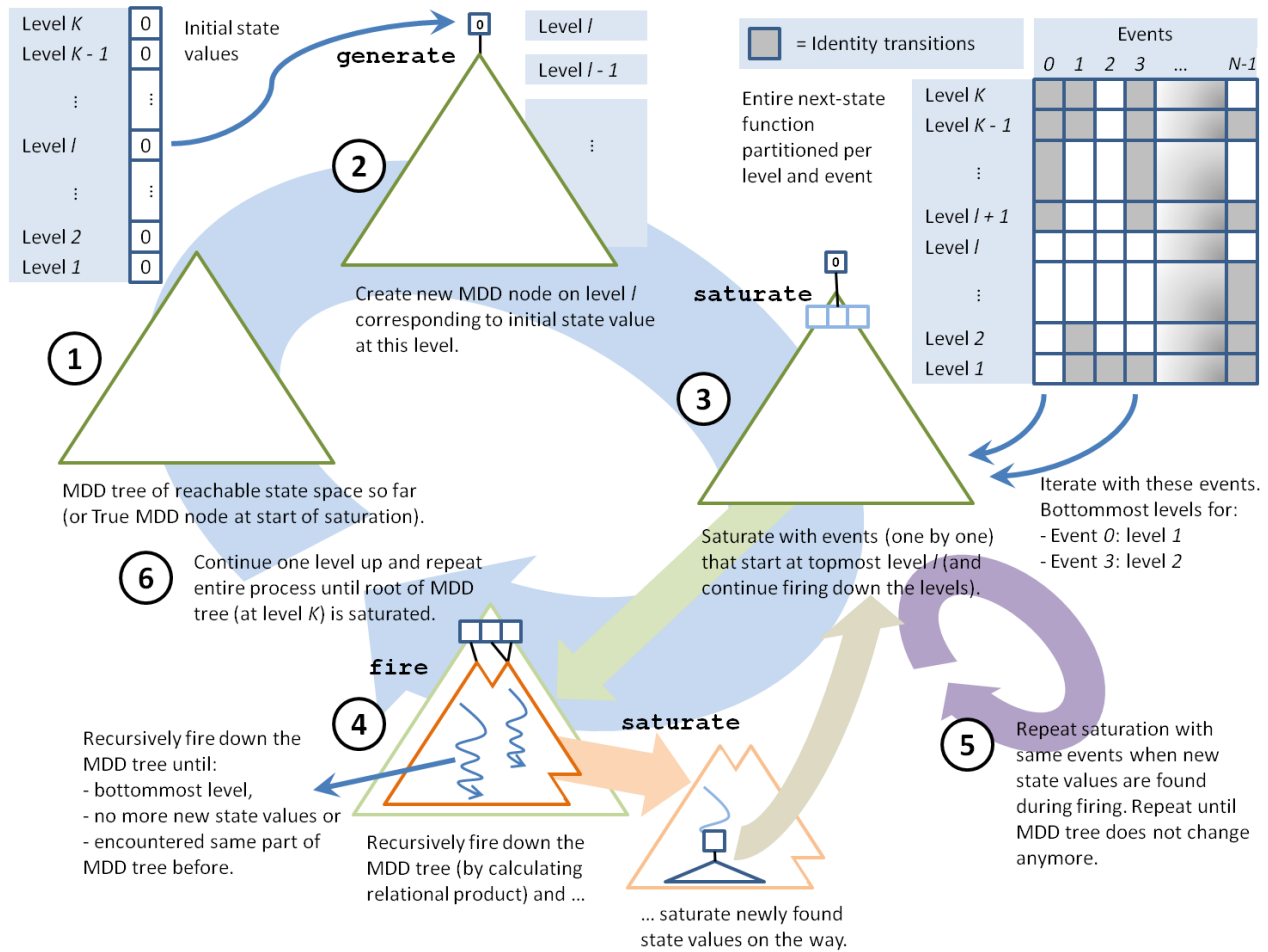 Level K 0
Level K - 1 0
⋮ ⋮
Level l 0
⋮ ⋮
Level 2 0
Level 1 0
Initial state
values
0
generate
Level l
Level l - 1
⋮
= Identity transitions
Events
0 1 2 3 ... N-1
Level K
Level K - 1
⋮
Level l + 1
Level l
⋮
Level 2
Level 1
Entire next-state
function
partitioned per
level and event
1
MDD tree of reachable state space so far
(or True MDD node at start of saturation).
2
Create new MDD node on level l
corresponding to initial state value
at this level.
0
saturate
3
Saturate with events (one by one)
that start at topmost level l (and
continue firing down the levels).
Iterate with these events.
Bottommost levels for:
- Event 0: level 1
- Event 3: level 2
6
Continue one level up and repeat
entire process until root of MDD
tree (at level K) is saturated.
fire
4
Recursively fire down the
MDD tree until:
- bottommost level,
- no more new state values or
- encountered same part of
MDD tree before.
Recursively fire down the
MDD tree (by calculating
relational product) and ...
saturate
... saturate newly found
state values on the way.
5
Repeat saturation with
same events when new
state values are found
during firing. Repeat until
MDD tree does not change
anymore.